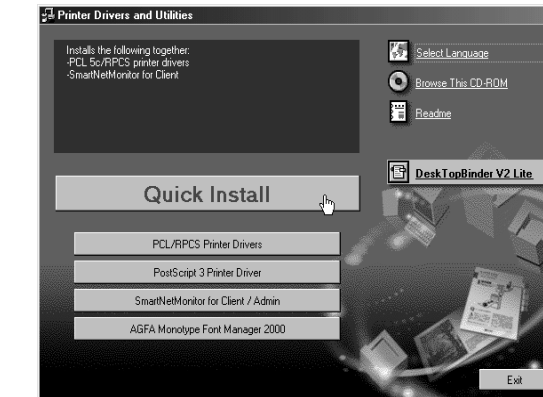 Printer Drivers and Utilities
Installs the following together:
-PCL 5c/RPCS printer drivers
-SmartNetMonitor for Client
Select Language
Browse This CD-ROM
Readme
DeskTopBinder V2 Lite
Quick Install
PCL/RPCS Printer Drivers
PostScript 3 Printer Driver
SmartNetMonitor for Client / Admin
AGFA Monotype Font Manager 2000
Exit